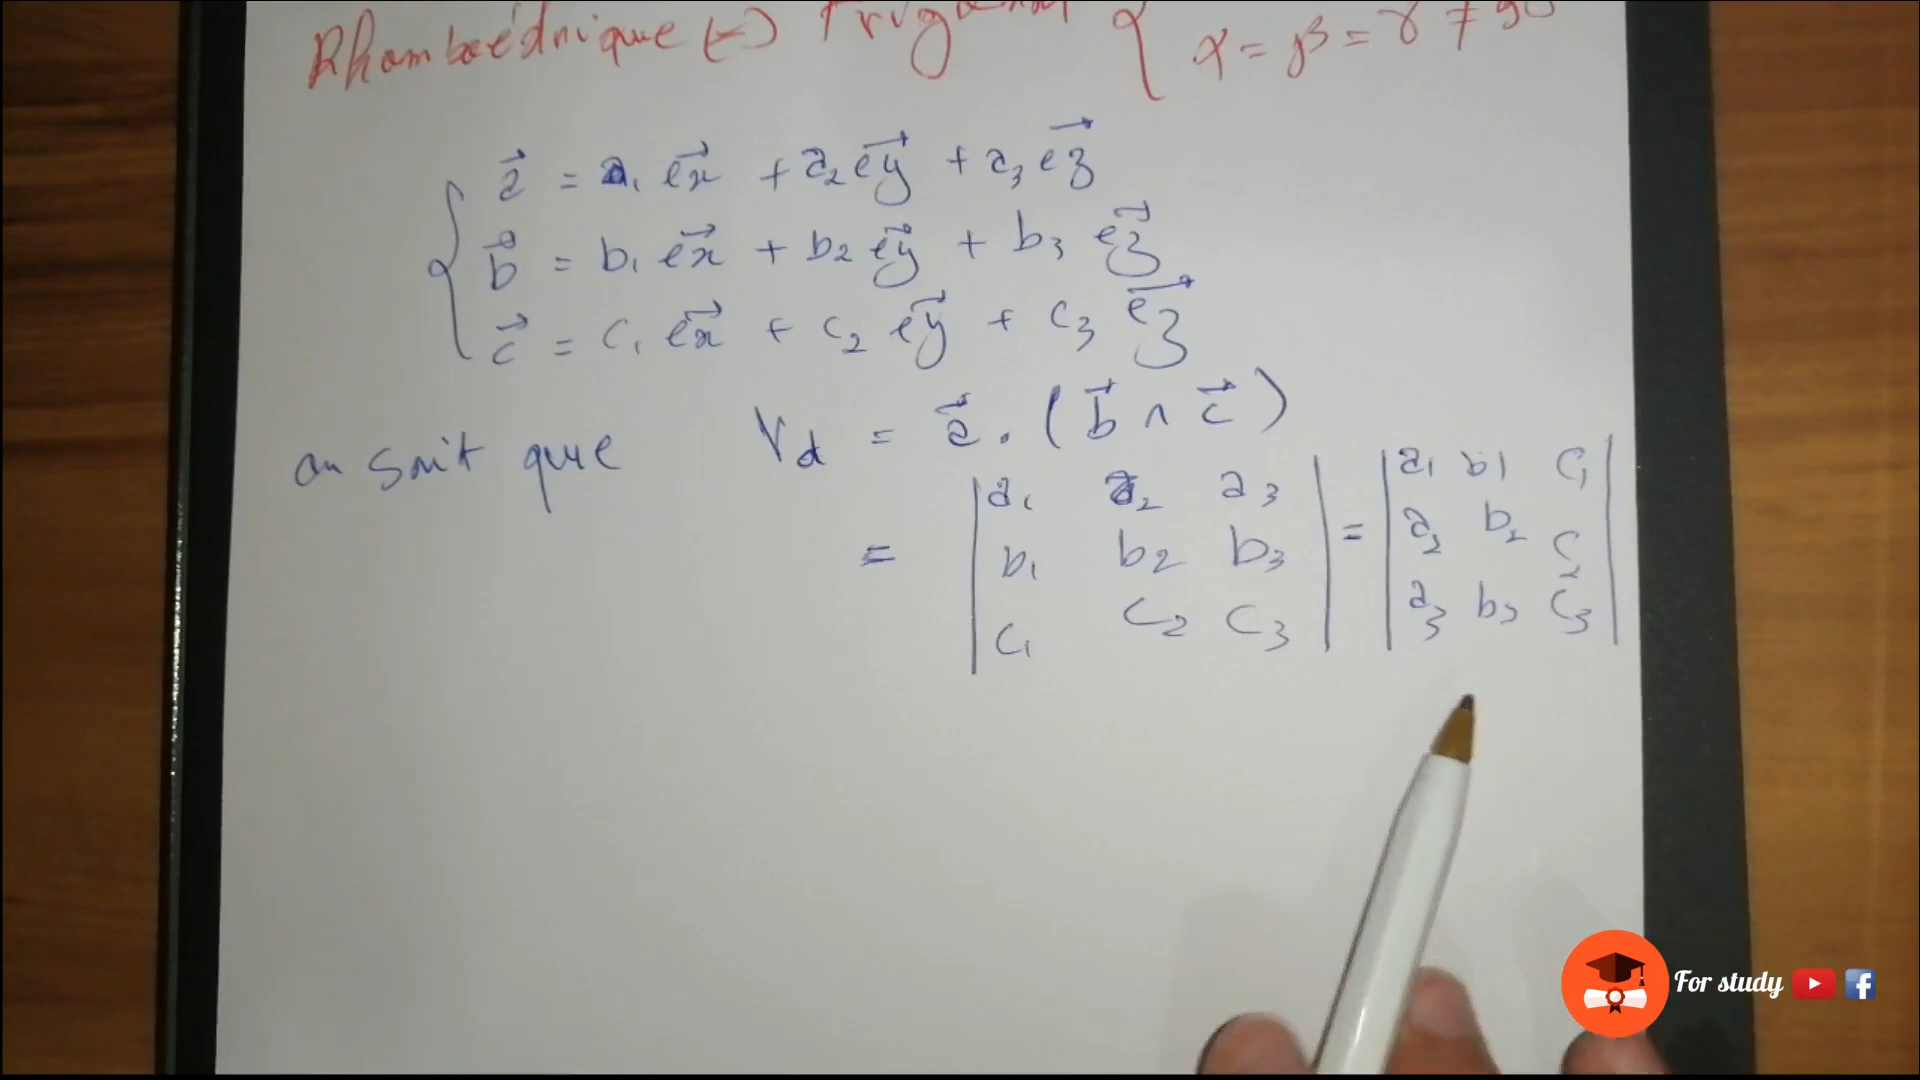 Rhomboédrique (-) Trigonal { α = β = γ ≠ 90
{ a⃗ = a₁ e⃗x + a₂ e⃗y + a₃ e⃗z
b⃗ = b₁ e⃗x + b₂ e⃗y + b₃ e⃗z
c⃗ = c₁ e⃗x + c₂ e⃗y + c₃ e⃗z
on sait que V_d = a⃗ . ( b⃗ ∧ c⃗ )
= | a₁ a₂ a₃ | = | a₁ b₁ c₁ |
| b₁ b₂ b₃ | | a₂ b₂ c₂ |
| c₁ c₂ c₃ | | a₃ b₃ c₃ |
For study